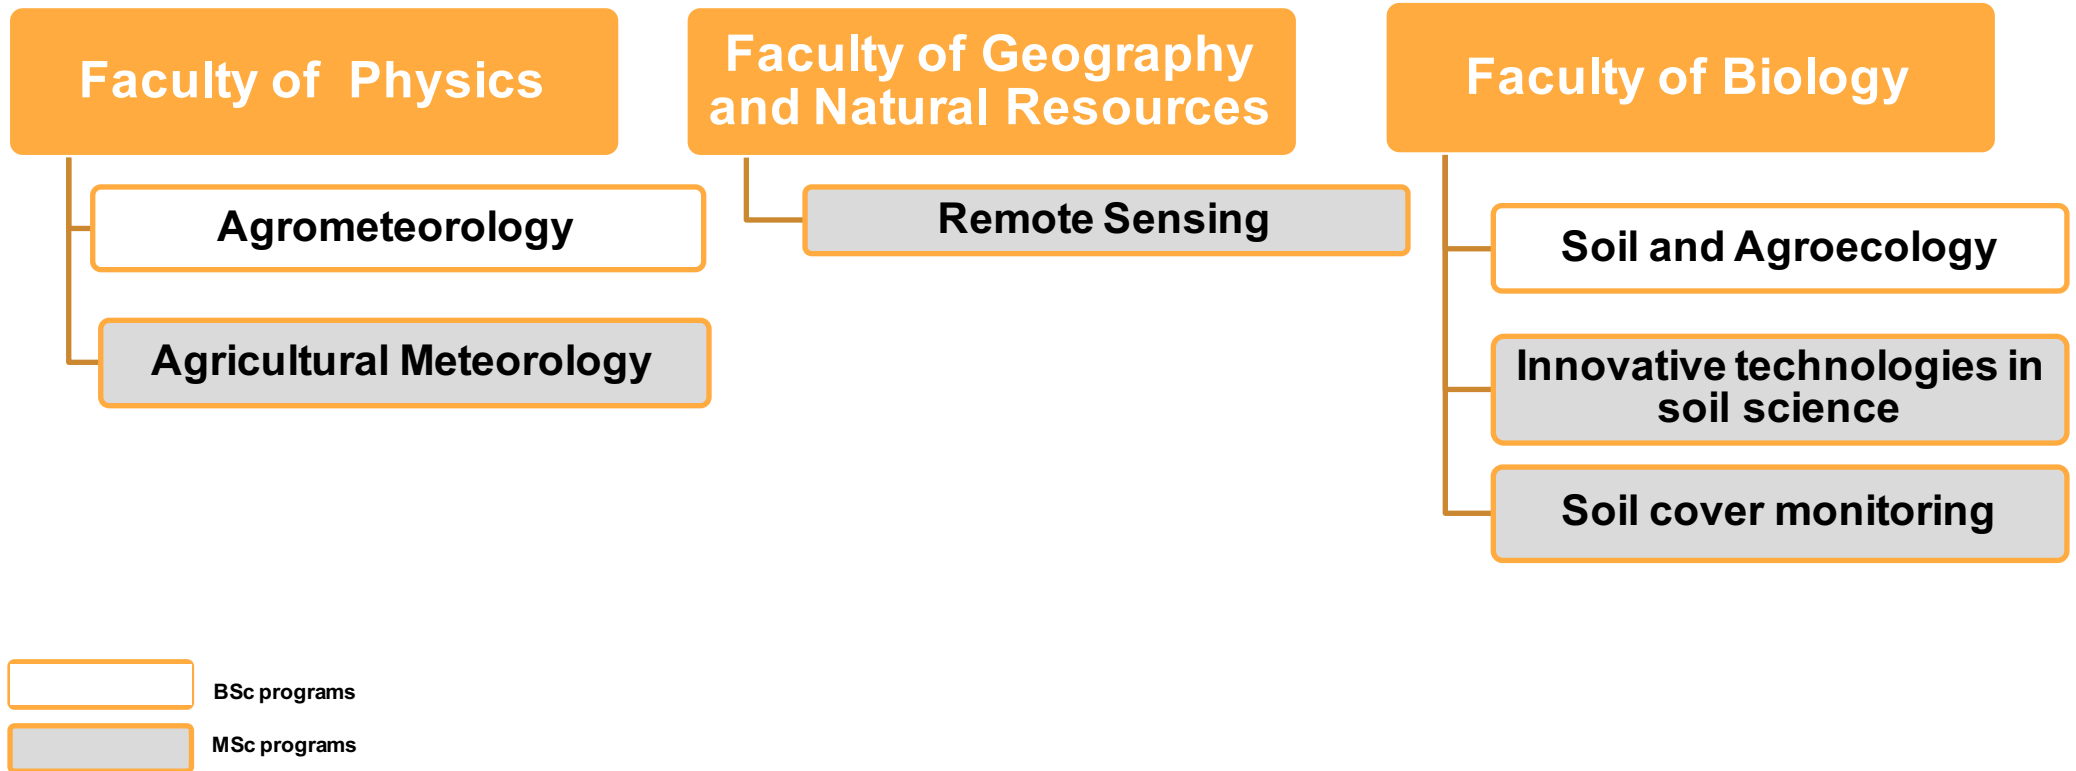 Faculty of Physics
Agrometeorology
Agricultural Meteorology
Faculty of Geography
and Natural Resources
Remote Sensing
Faculty of Biology
Soil and Agroecology
Innovative technologies in
soil science
Soil cover monitoring
BSc programs
MSc programs